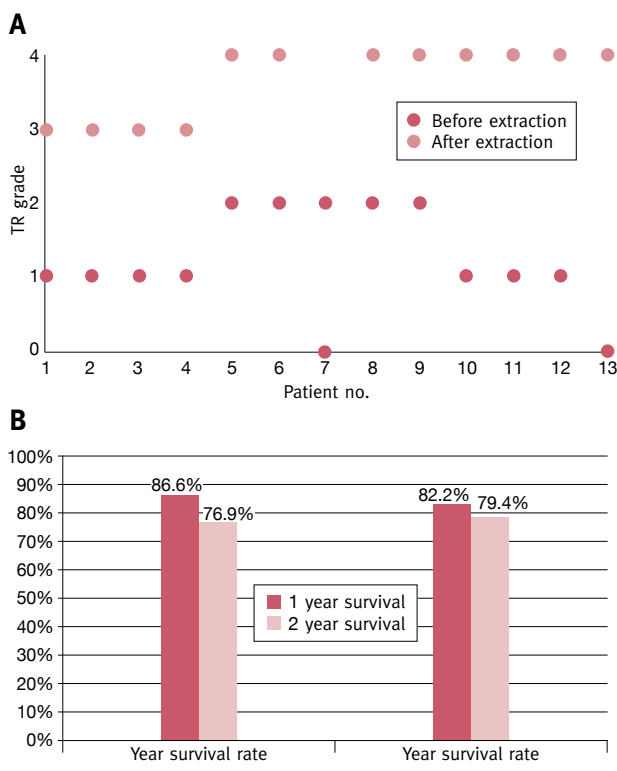 A
4
3
2
1
0
TR grade
Before extraction
After extraction
1 2 3 4 5 6 7 8 9 10 11 12 13
Patient no.
B
100%
90%
80%
70%
60%
50%
40%
30%
20%
10%
0%
86.6%
76.9%
82.2%
79.4%
1 year survival
2 year survival
Year survival rate Year survival rate